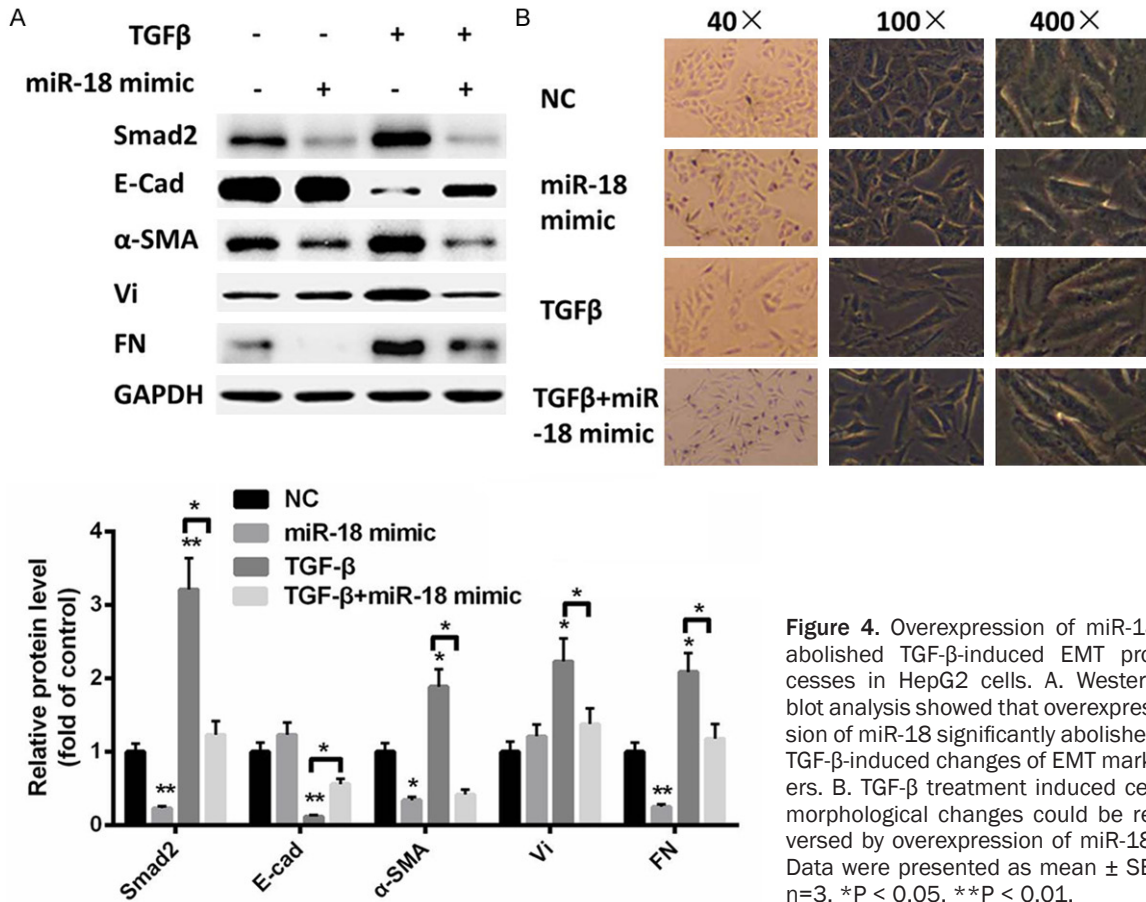 A
TGFβ - - + +
miR-18 mimic - + - +
Smad2
E-Cad
α-SMA
Vi
FN
GAPDH
B
40× 100× 400×
NC
miR-18
mimic
TGFβ
TGFβ+miR
-18 mimic
Relative protein level
(fold of control)
4
3
2
1
0
NC
miR-18 mimic
TGF-β
TGF-β+miR-18 mimic
** * ** ** * * * * * * ** * *
Smad2 E-cad α-SMA Vi FN
Figure 4. Overexpression of miR-1
abolished TGF-β-induced EMT pro
cesses in HepG2 cells. A. Wester
blot analysis showed that overexpres
sion of miR-18 significantly abolishe
TGF-β-induced changes of EMT mark
ers. B. TGF-β treatment induced ce
morphological changes could be re
versed by overexpression of miR-18
Data were presented as mean ± SE
n=3. *P < 0.05, **P < 0.01.